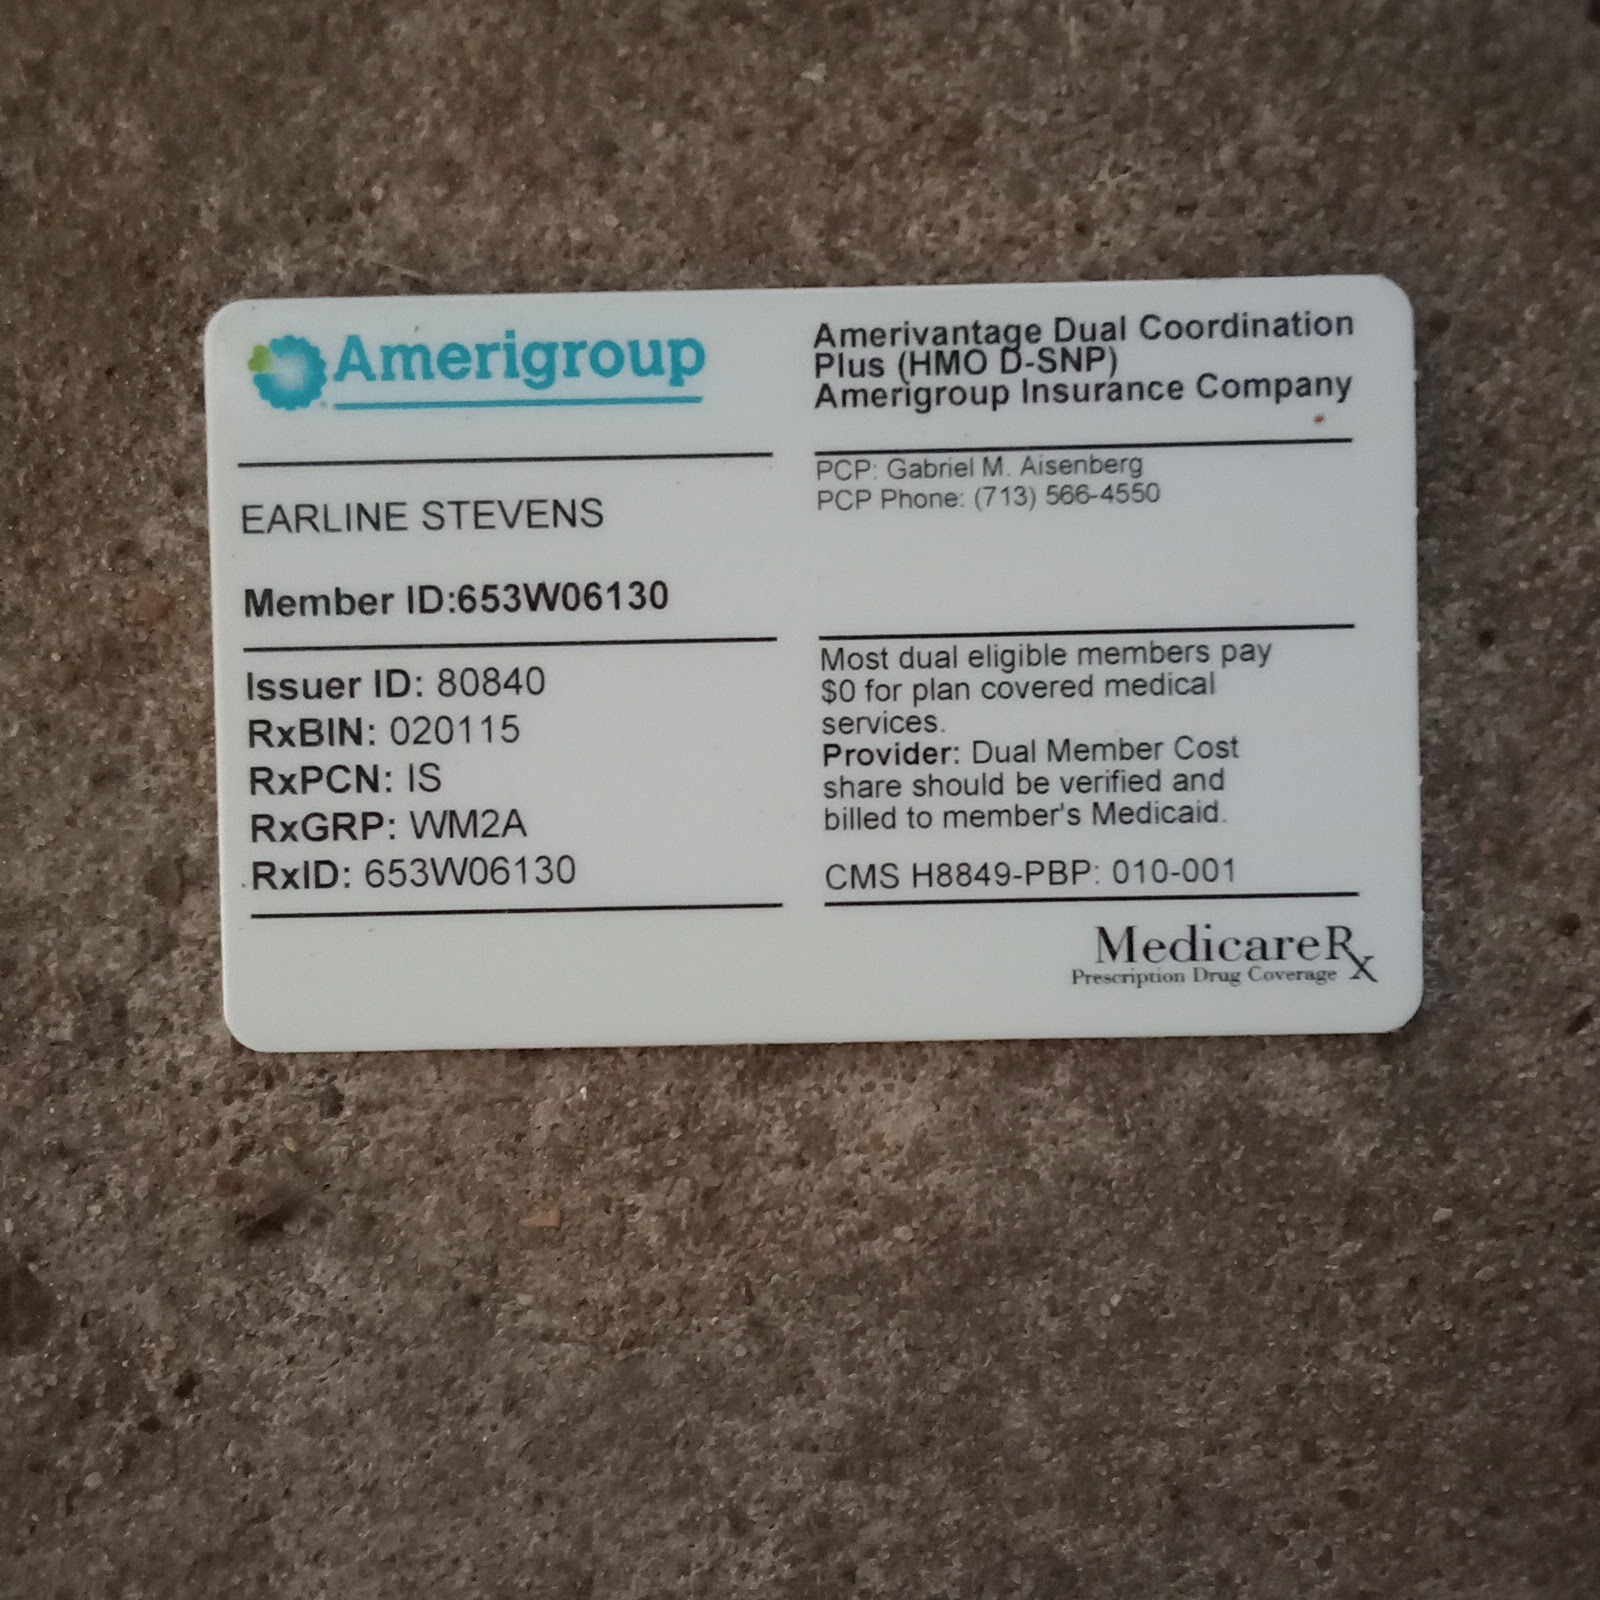 Amerigroup
Amerivantage Dual Coordination
Plus (HMO D-SNP)
Amerigroup Insurance Company
EARLINE STEVENS
Member ID:653W06130
PCP: Gabriel M. Aisenberg
PCP Phone: (713) 566-4550
Issuer ID: 80840
RxBIN: 020115
RxPCN: IS
RxGRP: WM2A
RxID: 653W06130
Most dual eligible members pay
$0 for plan covered medical
services.
Provider: Dual Member Cost
share should be verified and
billed to member's Medicaid.
CMS H8849-PBP: 010-001
MedicareRx
Prescription Drug Coverage